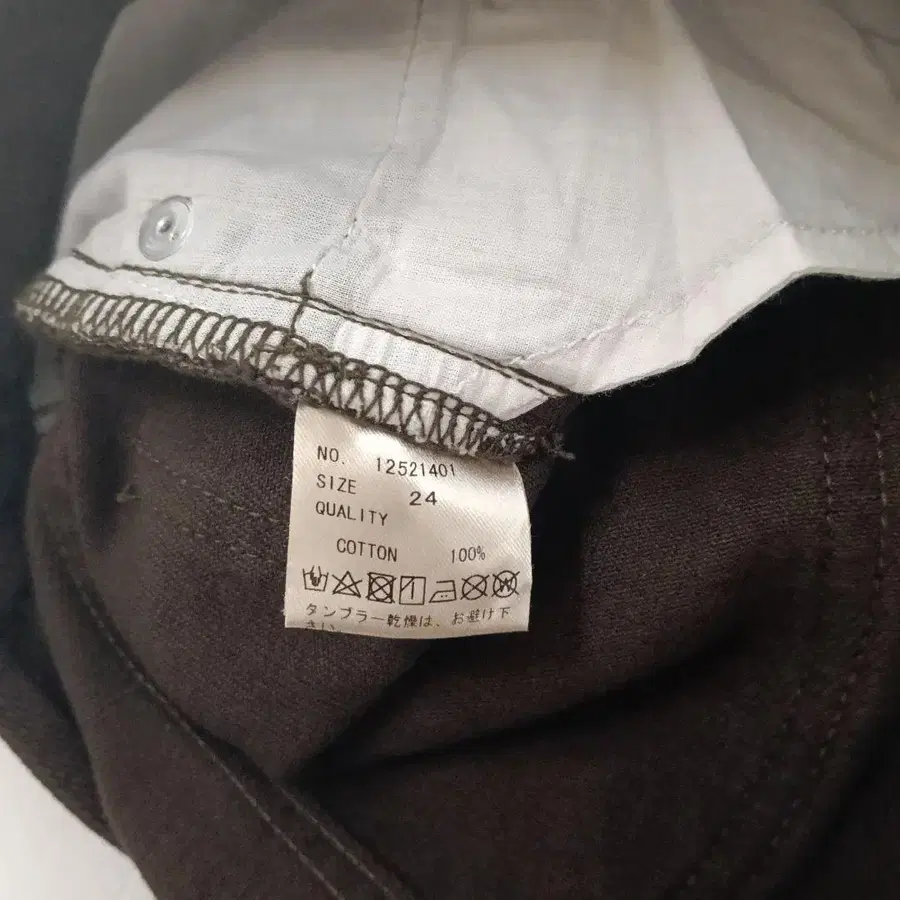 NO. 12521401
SIZE 24
QUALITY
COTTON 100%
タンブラー乾燥は、お避け下
さい